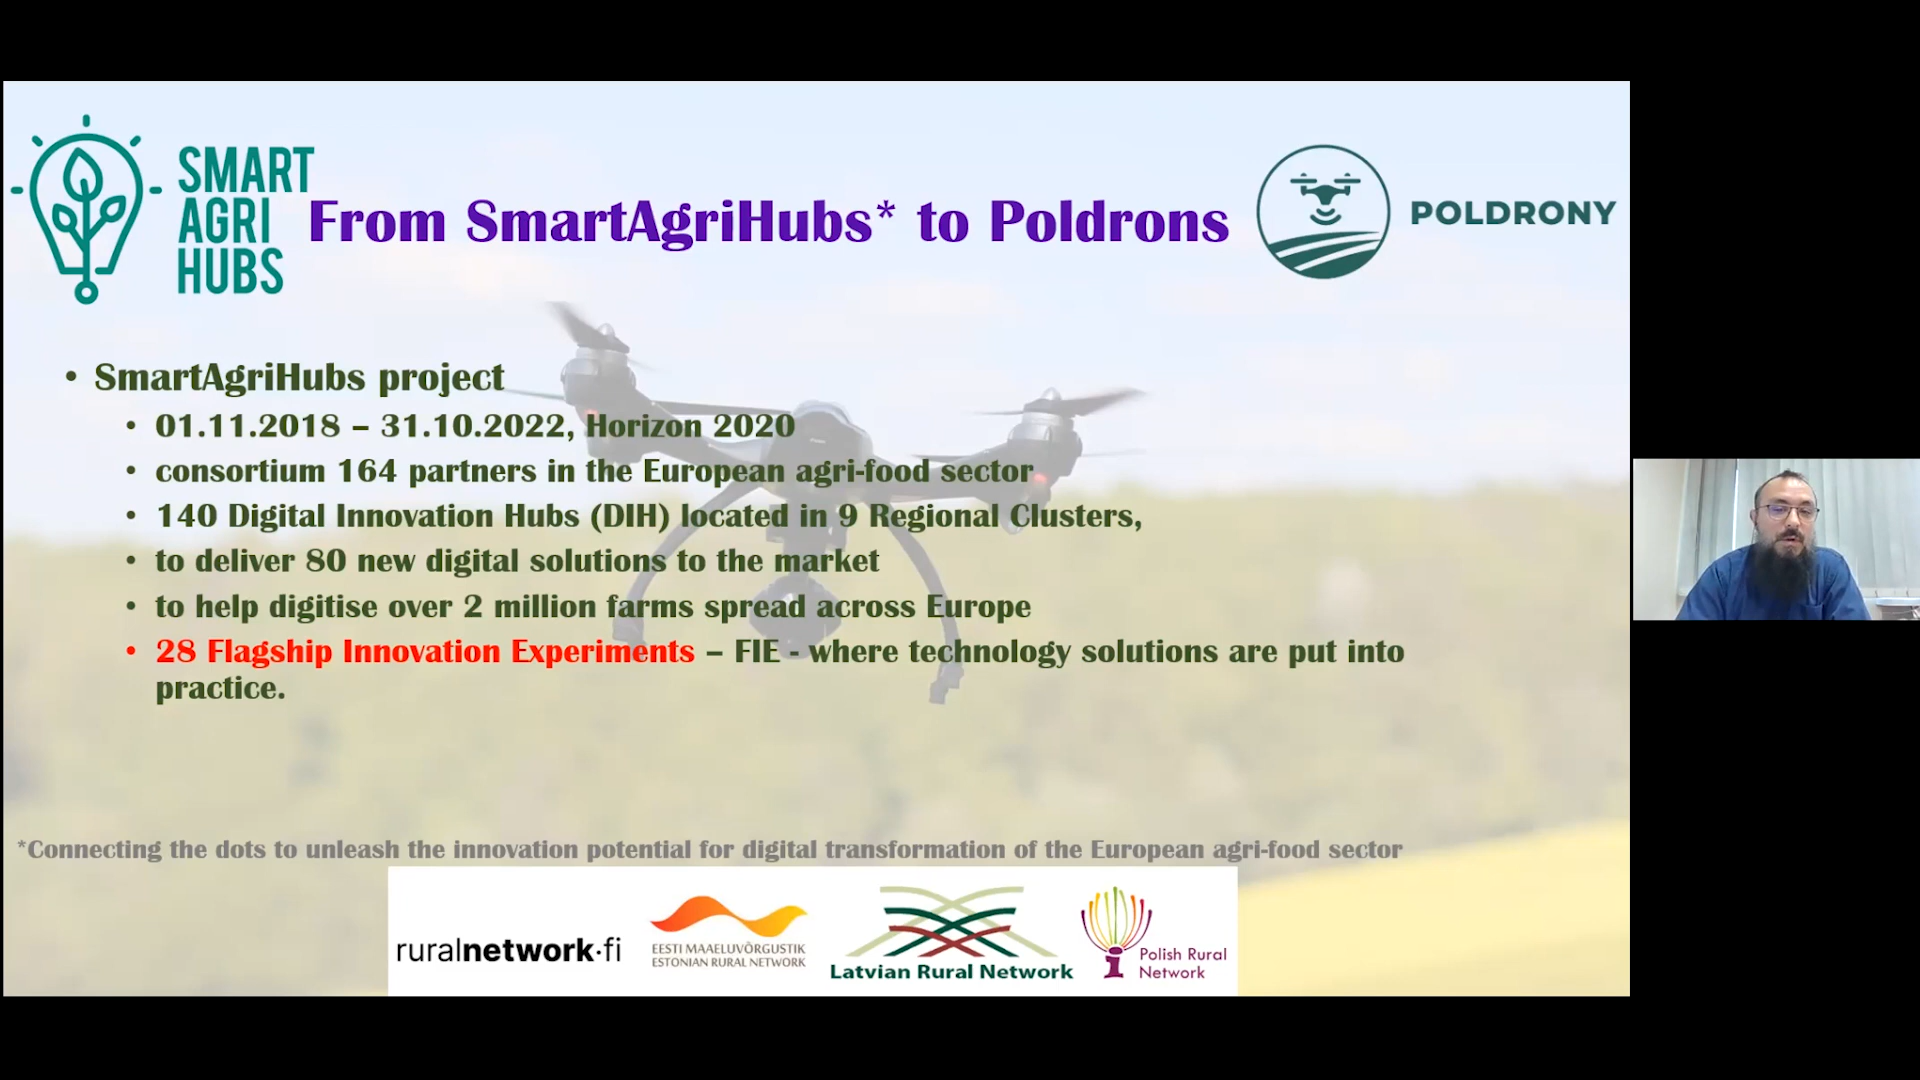 SMART
AGRI
HUBS
From SmartAgriHubs* to Poldrons
POLDRONY
• SmartAgriHubs project
• 01.11.2018 – 31.10.2022, Horizon 2020
• consortium 164 partners in the European agri-food sector
• 140 Digital Innovation Hubs (DIH) located in 9 Regional Clusters,
• to deliver 80 new digital solutions to the market
• to help digitise over 2 million farms spread across Europe
• 28 Flagship Innovation Experiments – FIE - where technology solutions are put into
practice.
*Connecting the dots to unleash the innovation potential for digital transformation of the European agri-food sector
ruralnetwork.fi
EESTI MAAELUVÕRGUSTIK
ESTONIAN RURAL NETWORK
Latvian Rural Network
Polish Rural
Network